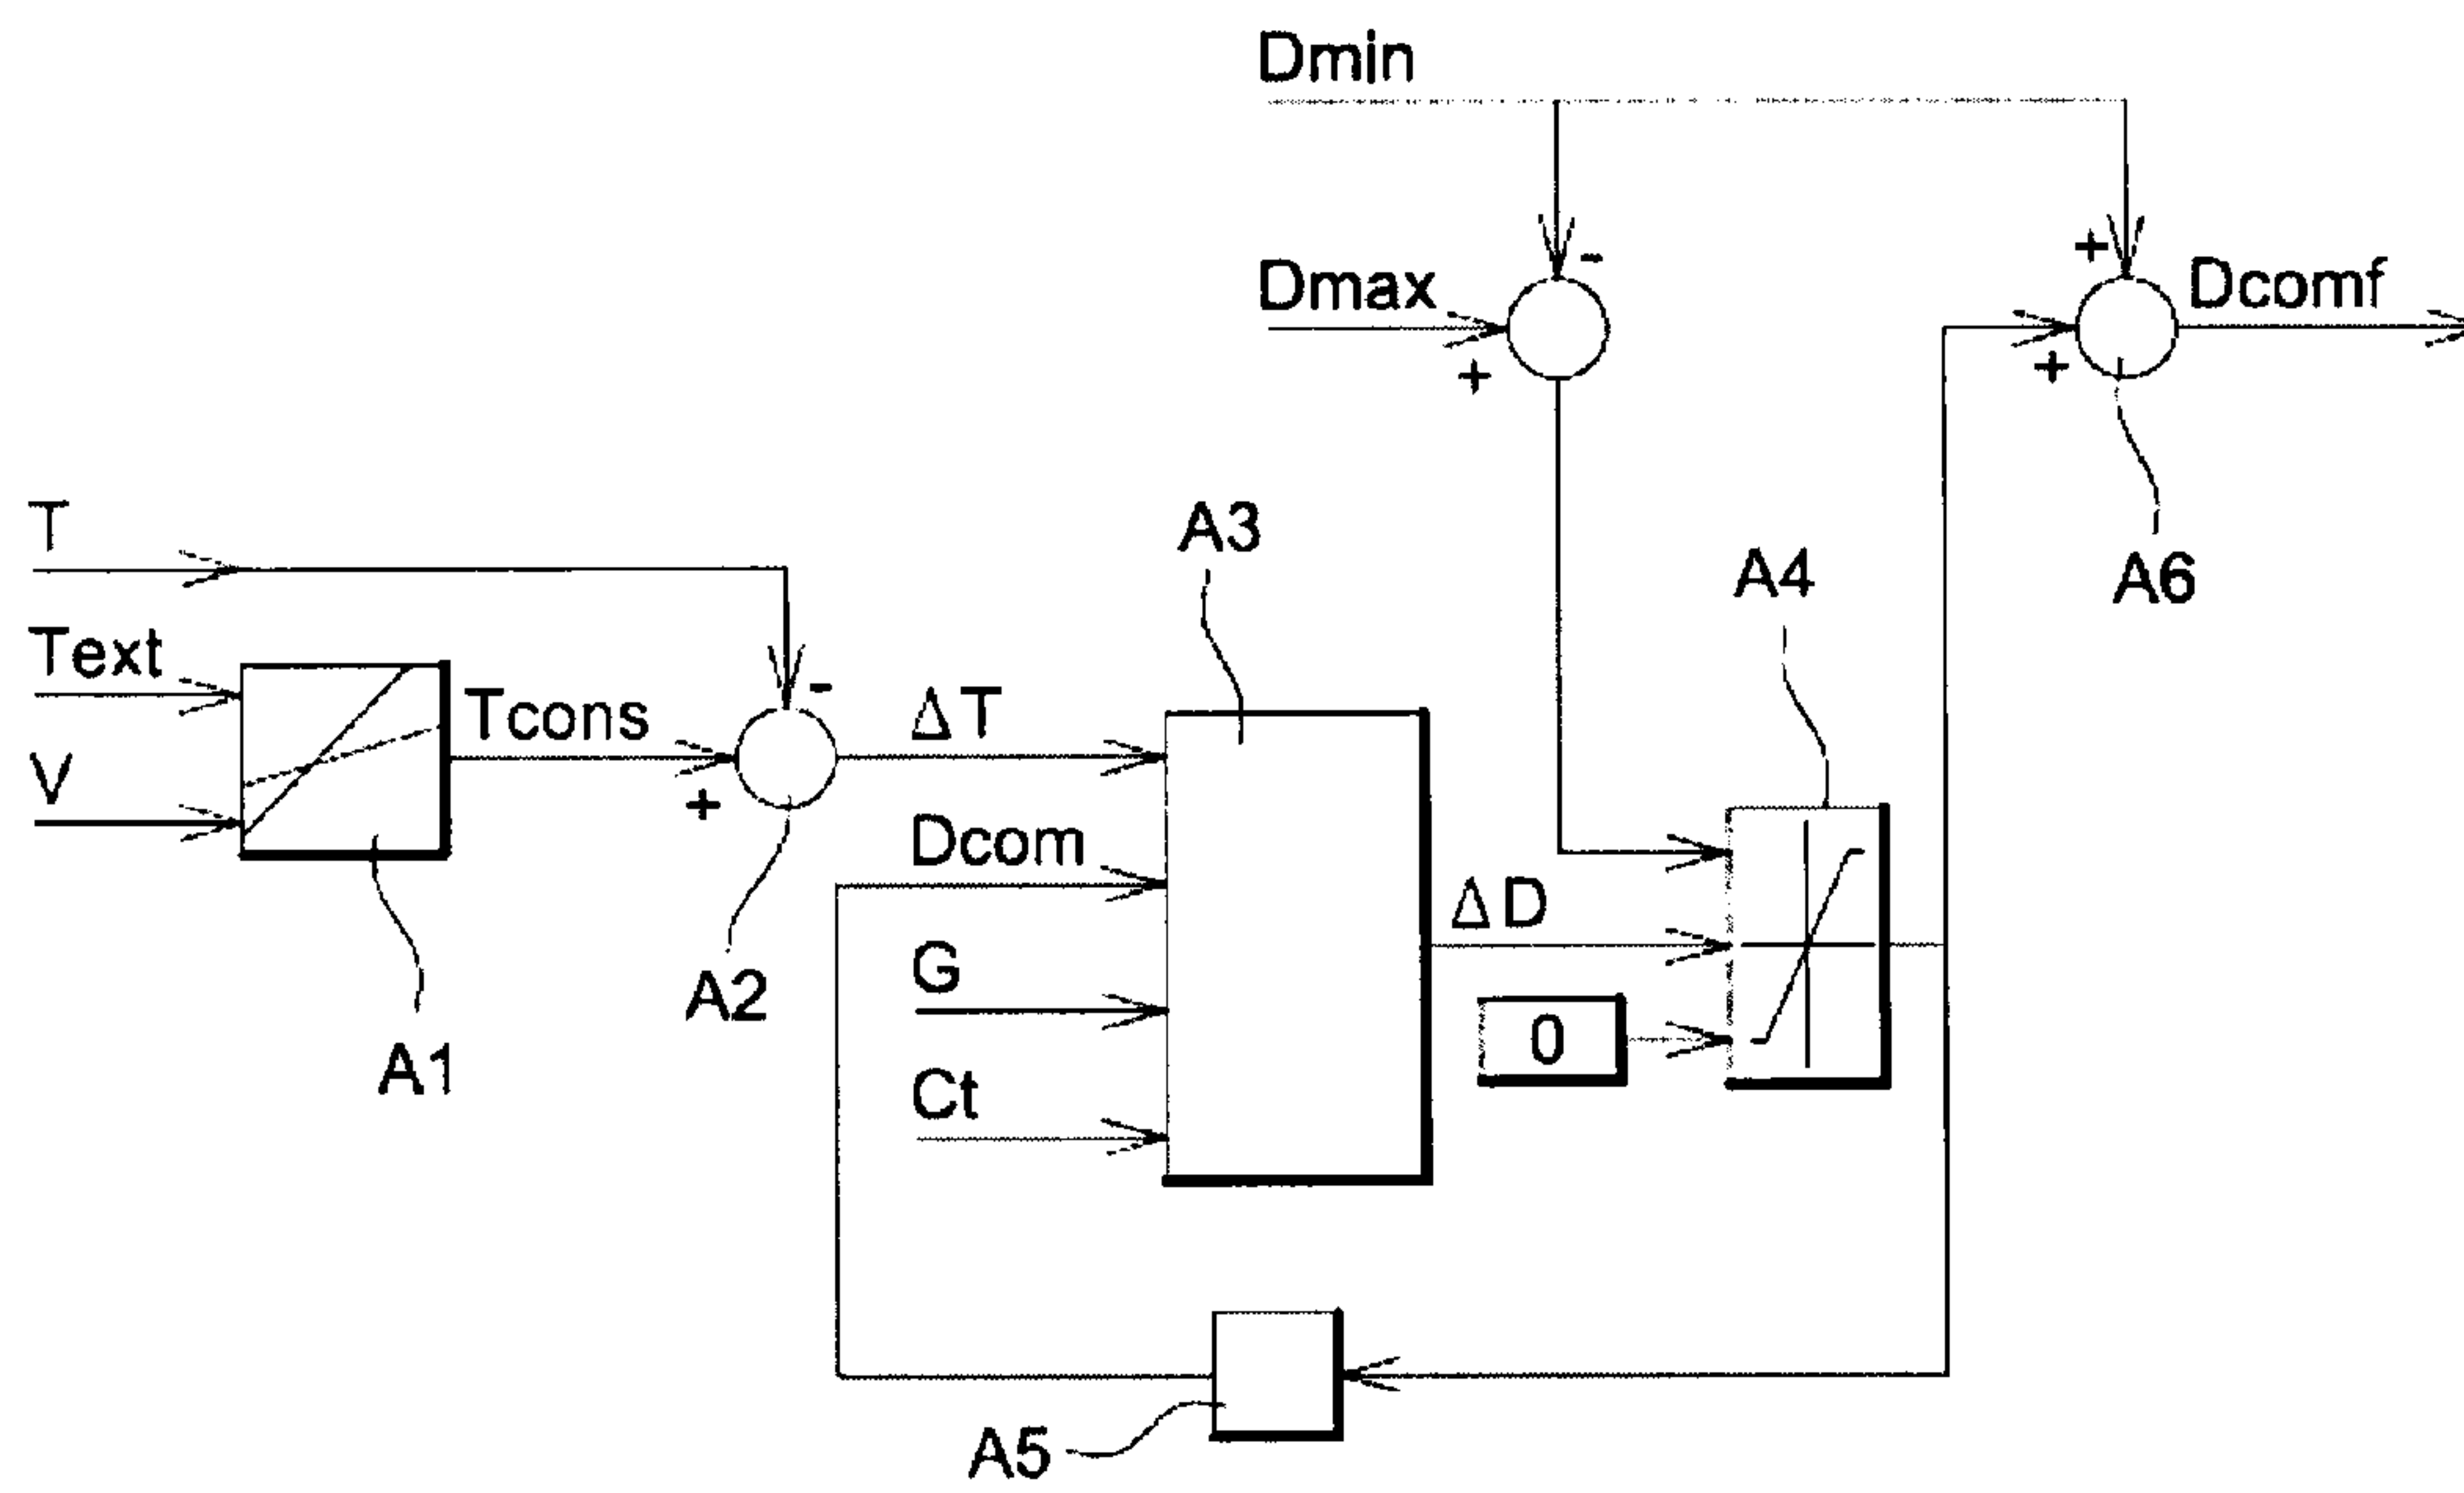 Dmin
-
+
Dmax
Dcomf
+
+
T
A3
A4
A6
Text
-
Tcons
ΔT
V
+
Dcom
ΔD
G
A2
0
A1
Ct
A5